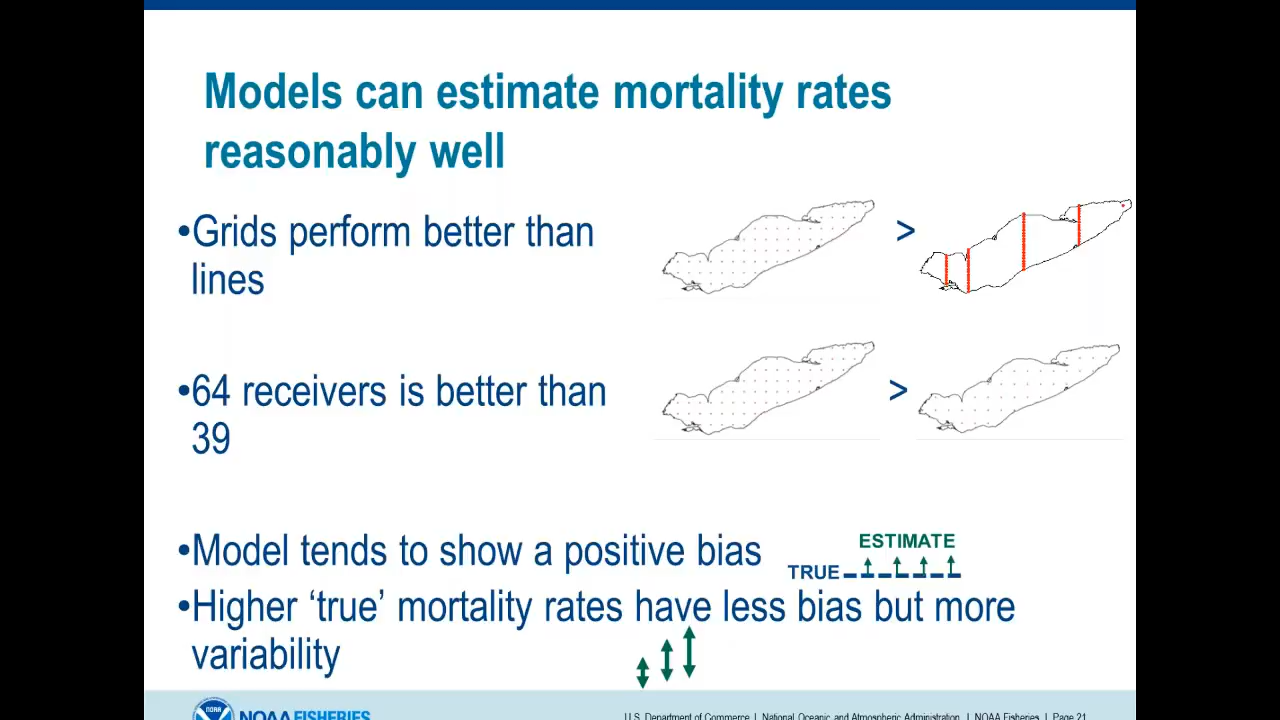 Models can estimate mortality rates
reasonably well
•Grids perform better than
lines
>
•64 receivers is better than
39
>
•Model tends to show a positive bias
ESTIMATE
TRUE
•Higher ‘true’ mortality rates have less bias but more
variability
NOAA
NOAA FISHERIES
U.S. Department of Commerce | National Oceanic and Atmospheric Administration | NOAA Fisheries | Page 21